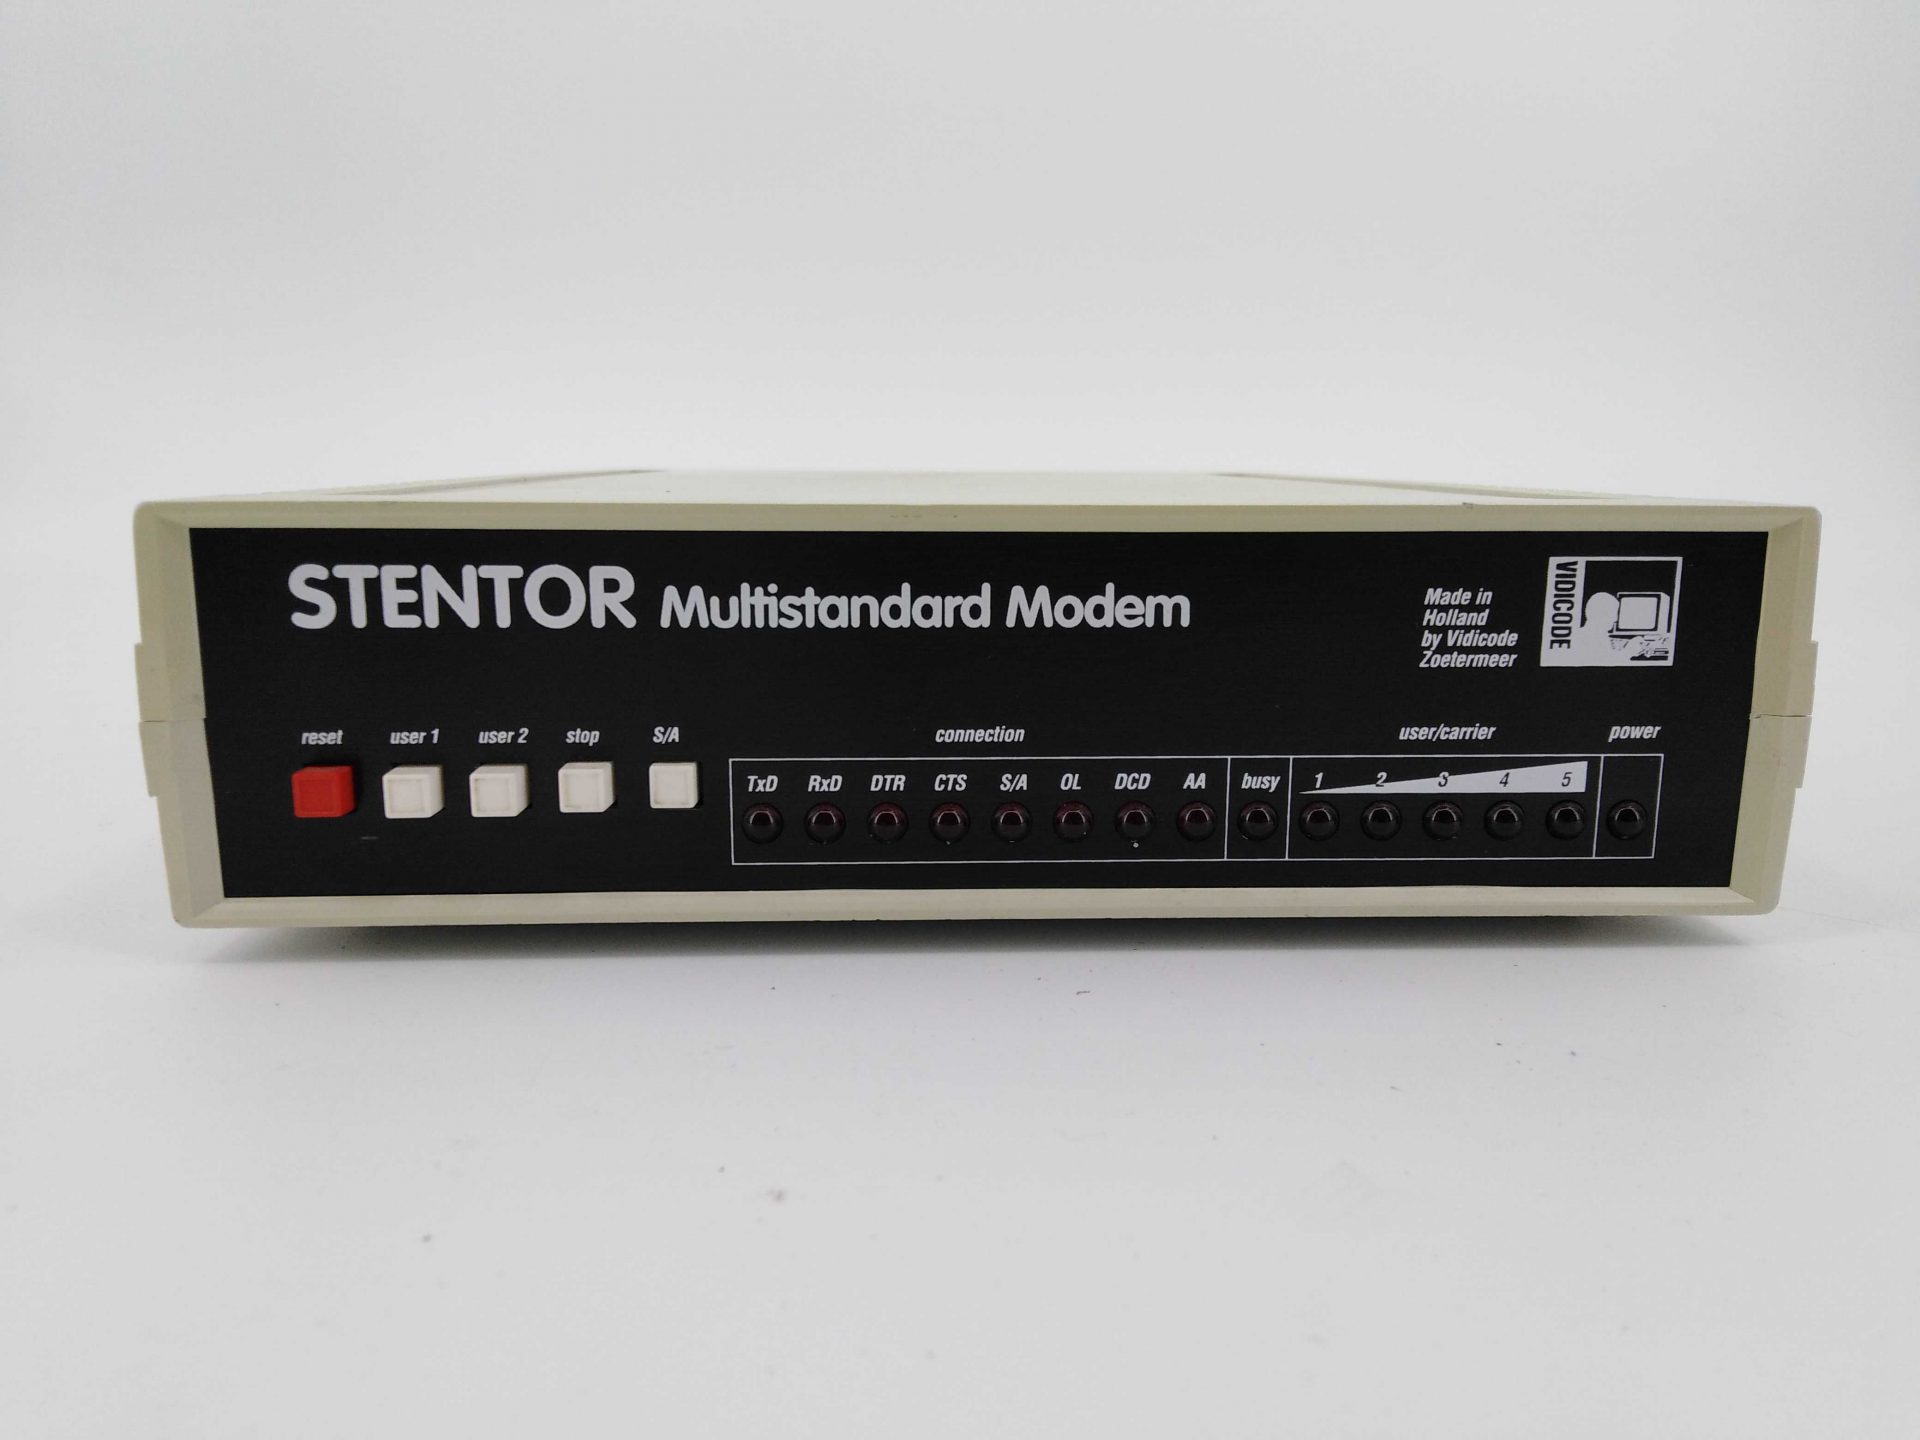 STENTOR Multistandard Modem
Made in
Holland
by Vidicode
Zoetermeer
VIDICODE
reset user 1 user 2 stop S/A
connection user/carrier power
TxD RxD DTR CTS S/A OL DCD AA busy 1 2 3 4 5